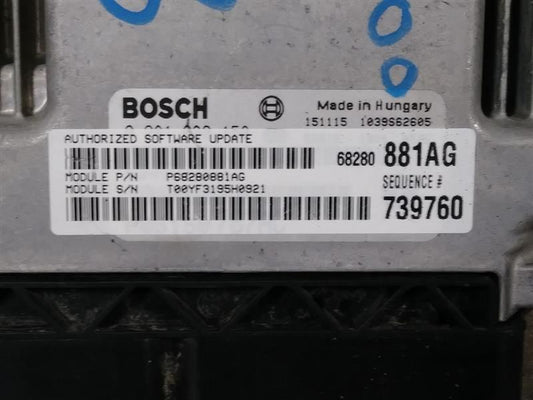 BOSCH
Made in Hungary
151115 1039S62605
AUTHORIZED SOFTWARE UPDATE
68280 881AG
MODULE P/N P68280881AG
SEQUENCE #
MODULE S/N T00YF3195H0921
739760